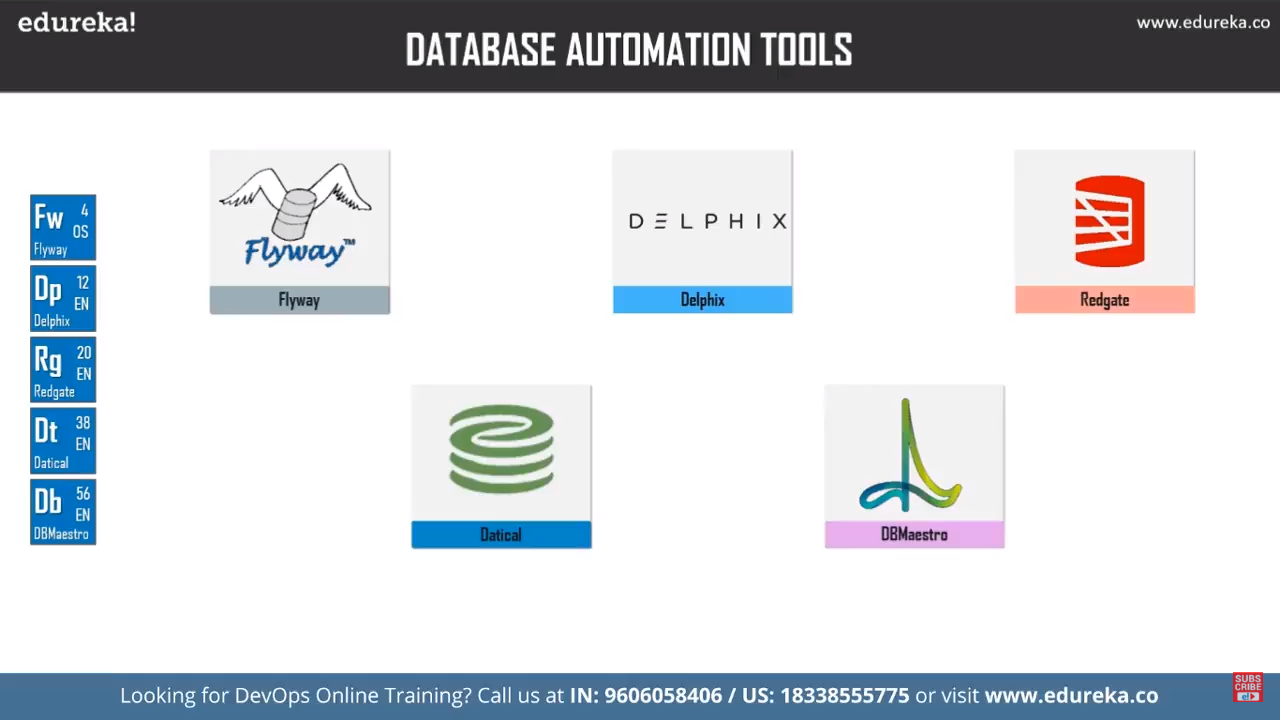 edureka!
www.edureka.co
DATABASE AUTOMATION TOOLS
Fw 4
OS
Flyway
Dp 12
EN
Delphix
Rg 20
EN
Redgate
Dt 38
EN
Datical
Db 56
EN
DBMaestro
Flyway™
Flyway
DELPHIX
Delphix
Redgate
Datical
DBMaestro
Looking for DevOps Online Training? Call us at IN: 9606058406 / US: 18338555775 or visit www.edureka.co
SUBS
CRIBE
e!